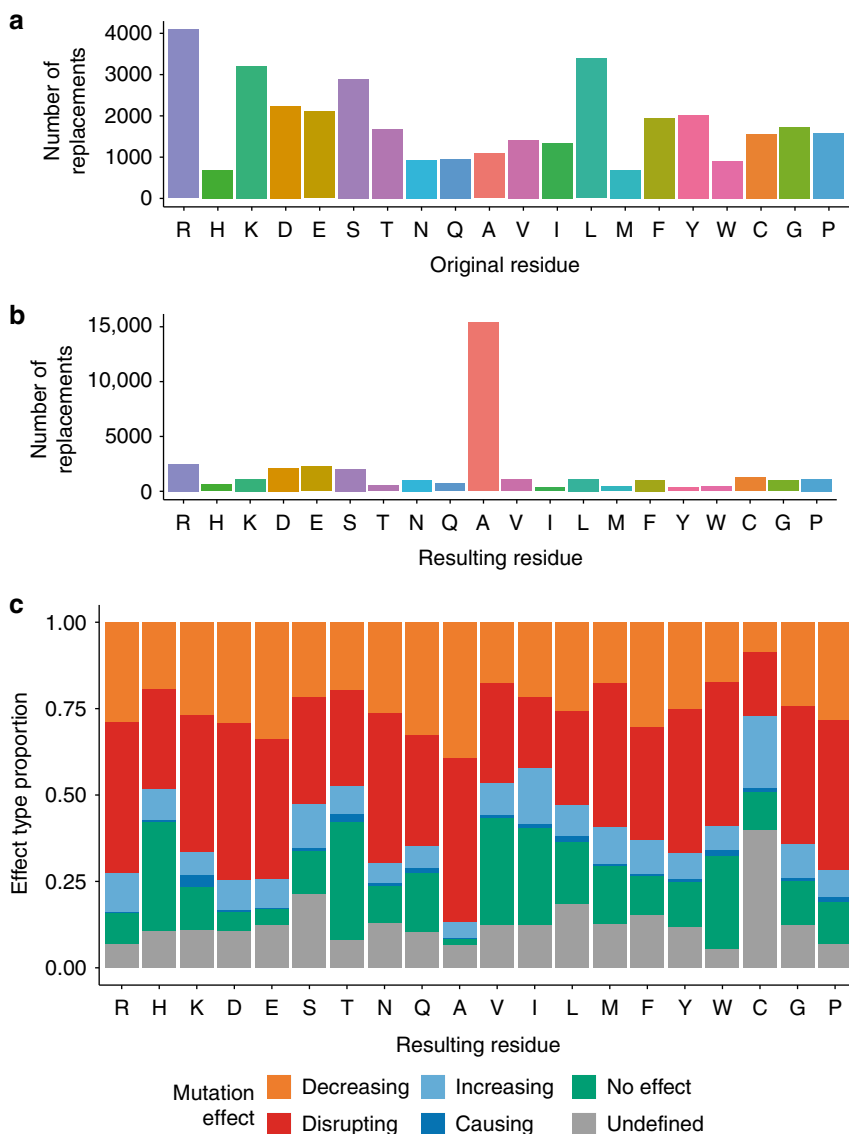 a
Number of
replacements
4000
3000
2000
1000
0
R H K D E S T N Q A V I L M F Y W C G P
Original residue
b
Number of
replacements
15,000
10,000
5000
0
R H K D E S T N Q A V I L M F Y W C G P
Resulting residue
c
Effect type proportion
1.00
0.75
0.50
0.25
0.00
R H K D E S T N Q A V I L M F Y W C G P
Resulting residue
Mutation
effect
Decreasing Increasing No effect
Disrupting Causing Undefined